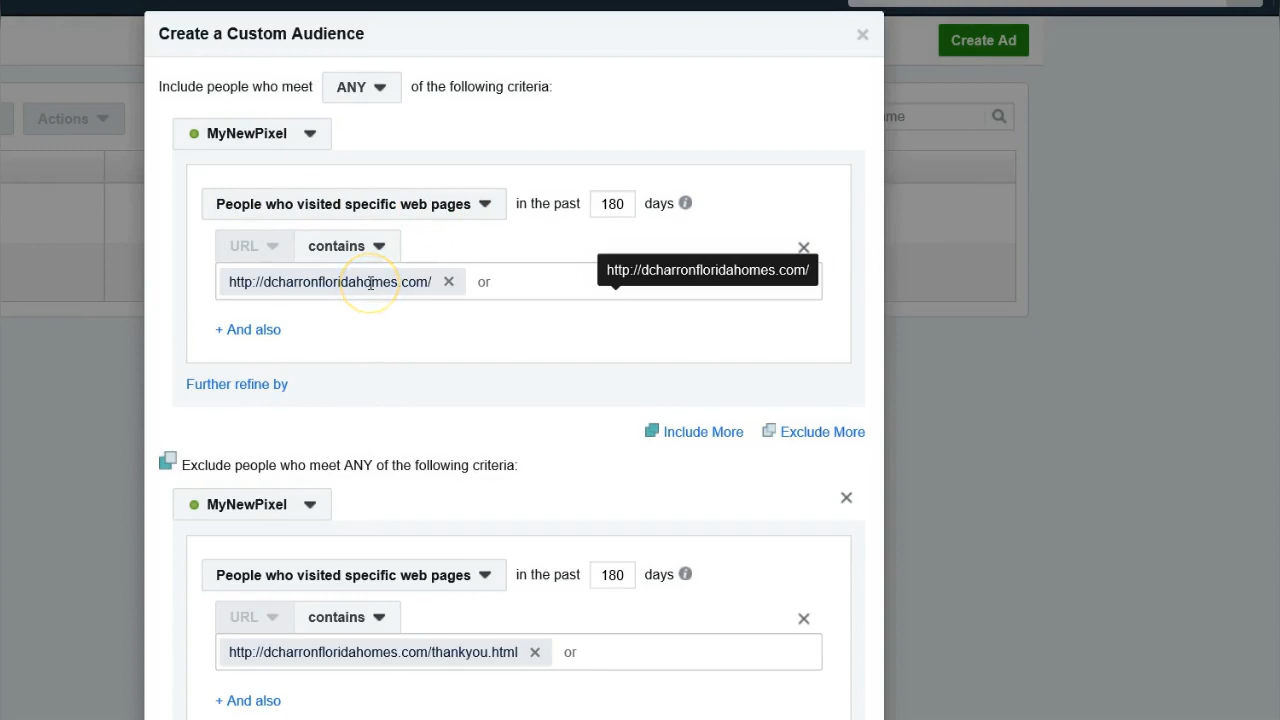 Create a Custom Audience ×
Create Ad
Include people who meet ANY of the following criteria:
Actions
me
MyNewPixel
People who visited specific web pages in the past 180 days
URL contains
http://dcharronfloridahomes.com/
http://dcharronfloridahomes.com/ or
+ And also
Further refine by
Include More Exclude More
Exclude people who meet ANY of the following criteria:
MyNewPixel
People who visited specific web pages in the past 180 days
URL contains
http://dcharronfloridahomes.com/thankyou.html or
+ And also